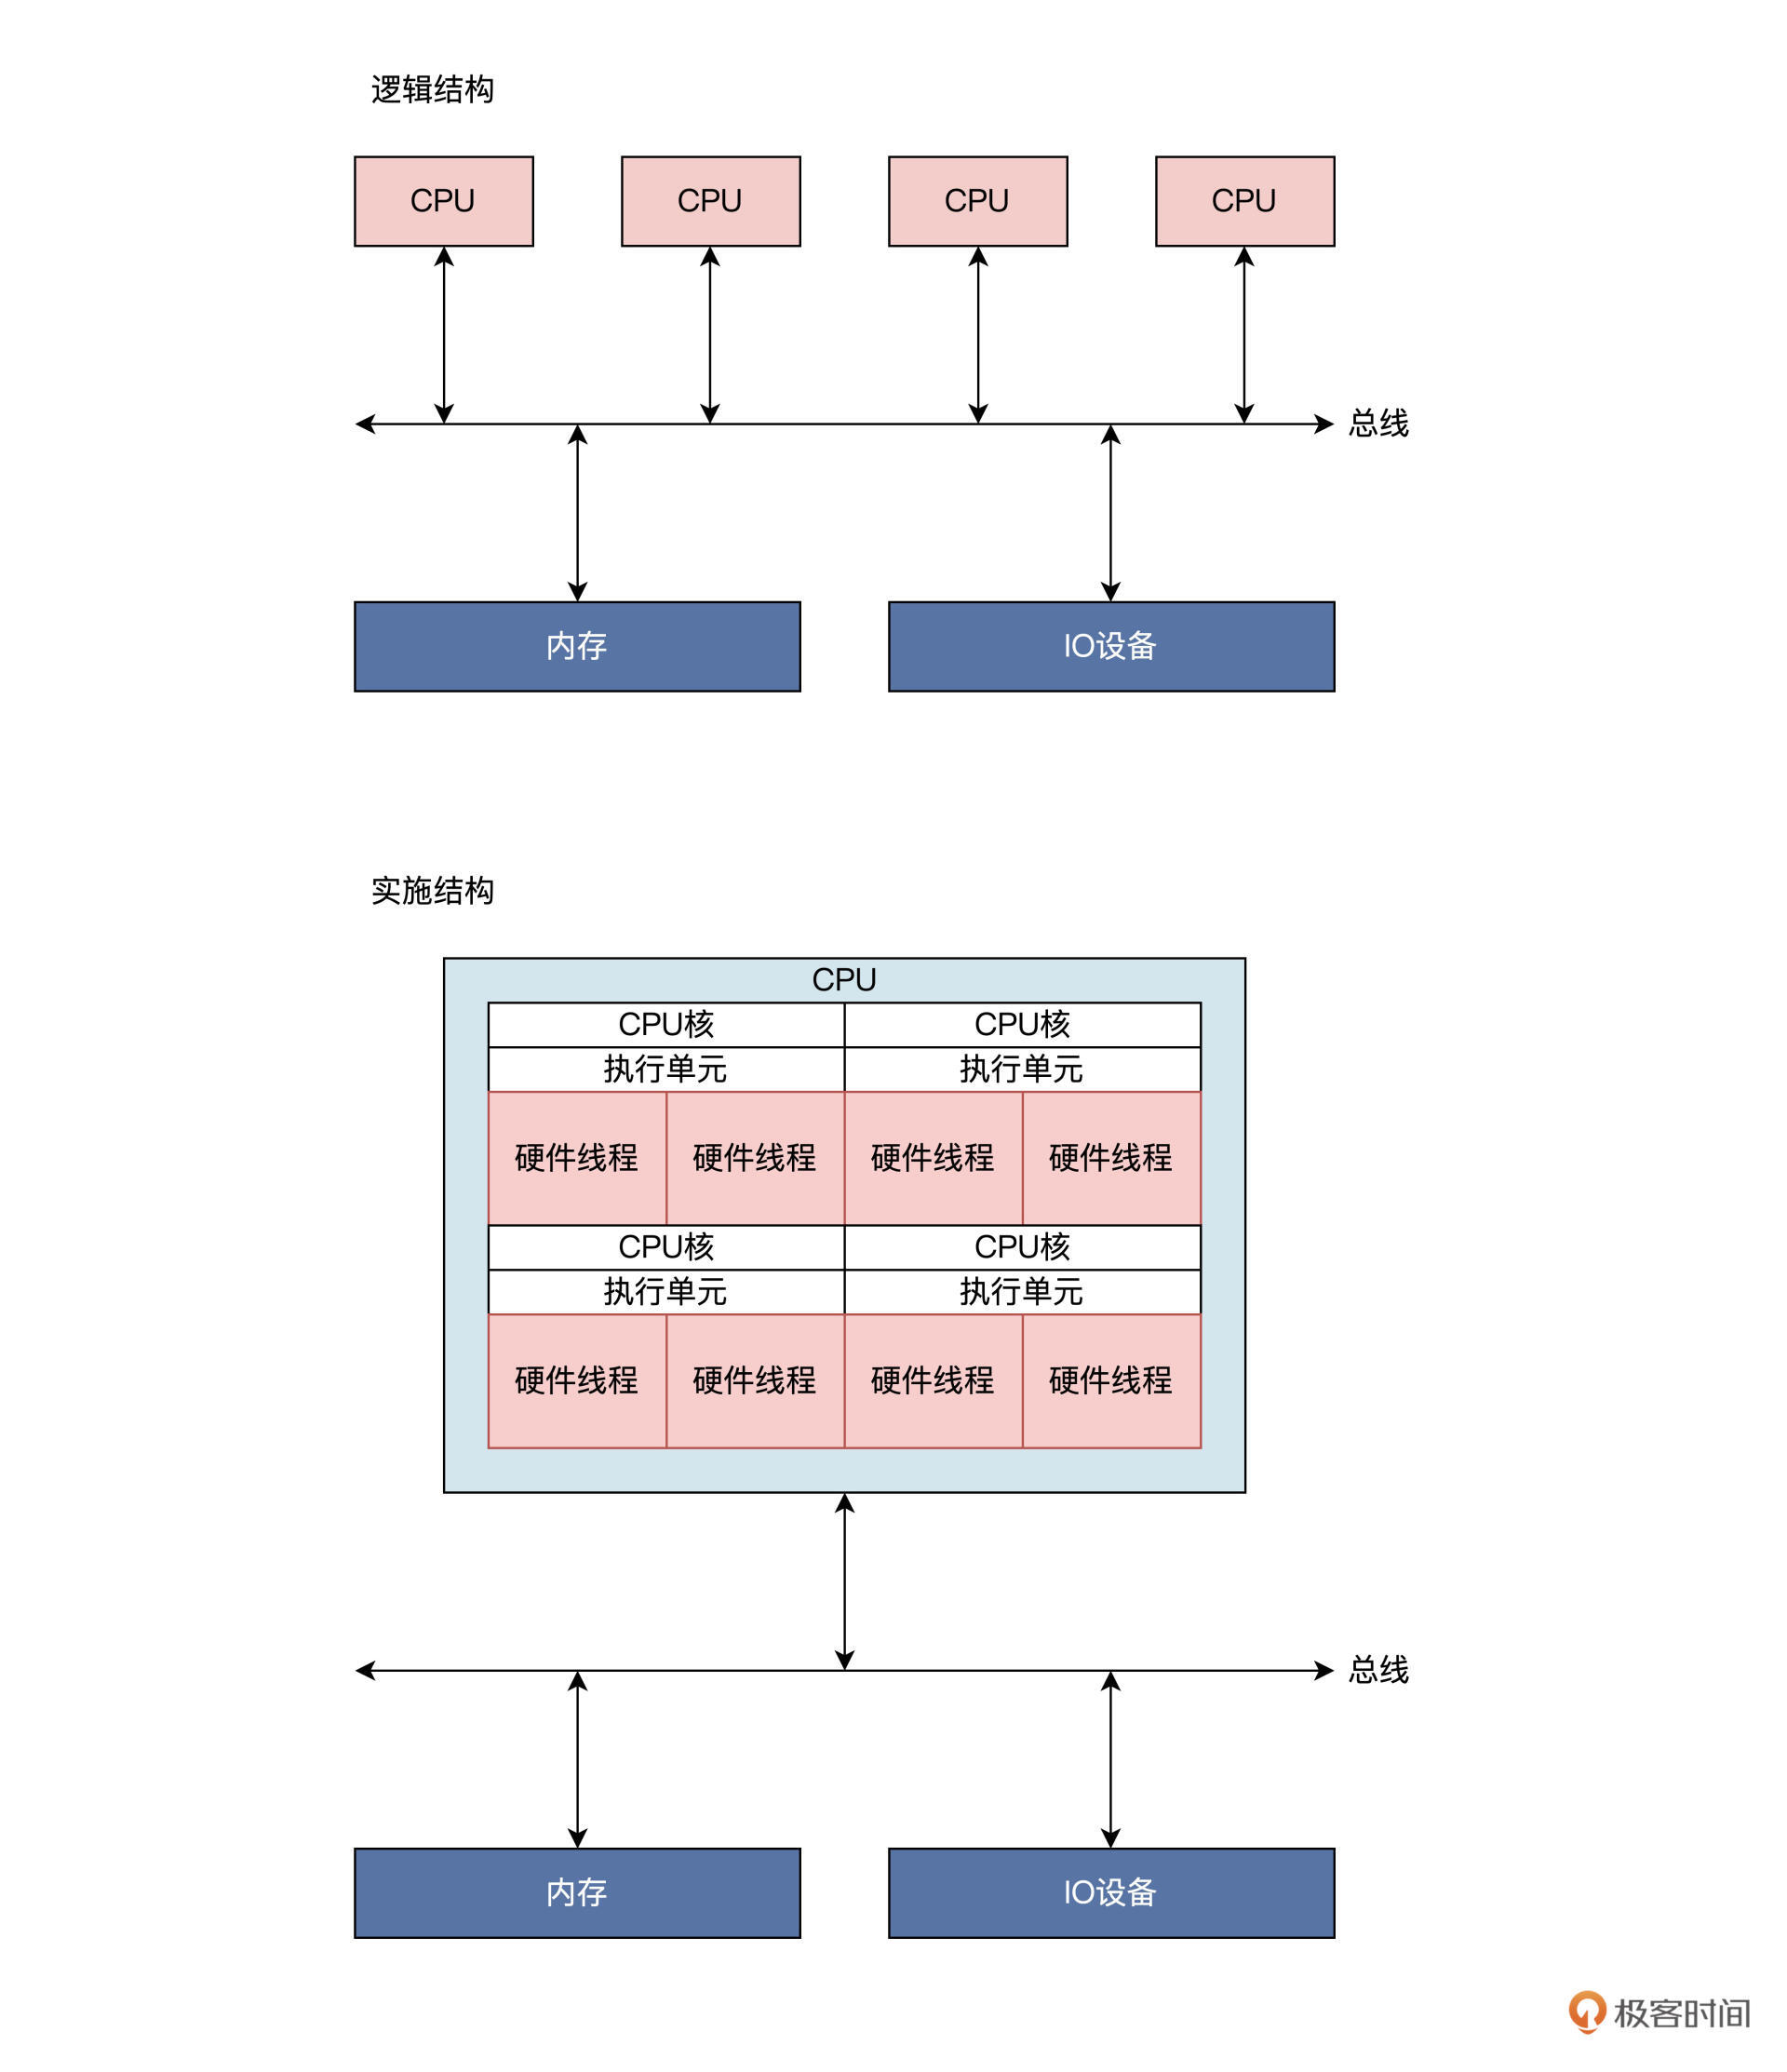 逻辑结构
CPU
CPU
CPU
CPU
总线
内存
IO设备
实施结构
CPU
CPU核
CPU核
执行单元
执行单元
硬件线程
硬件线程
硬件线程
硬件线程
CPU核
CPU核
执行单元
执行单元
硬件线程
硬件线程
硬件线程
硬件线程
总线
内存
IO设备
极客时间